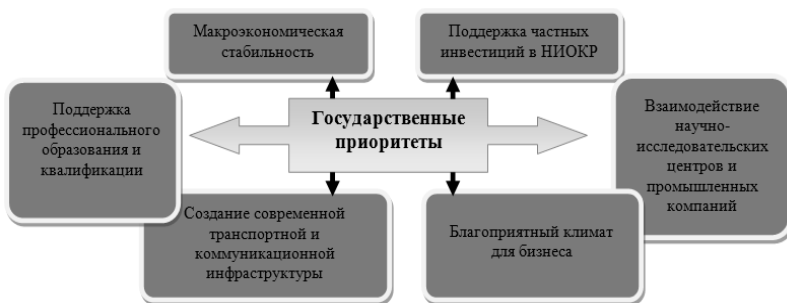 Макроэкономическая
стабильность
Поддержка частных
инвестиций в НИОКР
Поддержка
профессионального
образования и
квалификации
Государственные
приоритеты
Взаимодействие
научно-
исследовательских
центров и
промышленных
компаний
Создание современной
транспортной и
коммуникационной
инфраструктуры
Благоприятный климат
для бизнеса